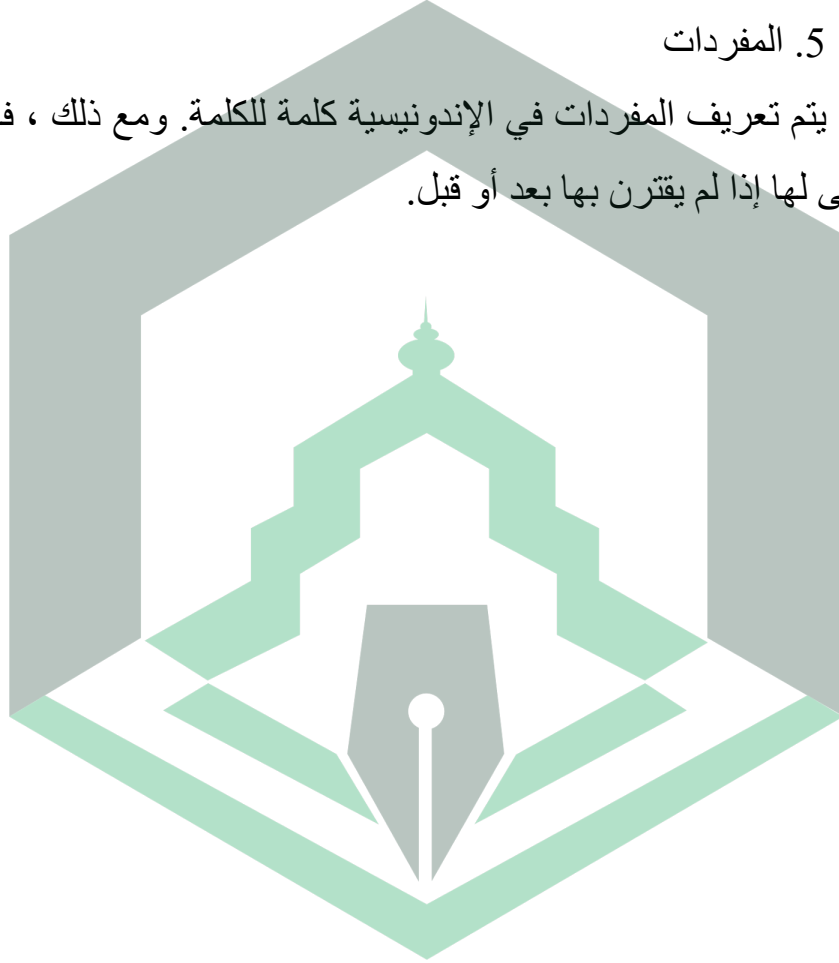 5. المفردات
يتم تعريف المفردات في الإندونيسية كلمة للكلمة. ومع ذلك ،
لها إذا لم يقترن بها بعد أو قبل.